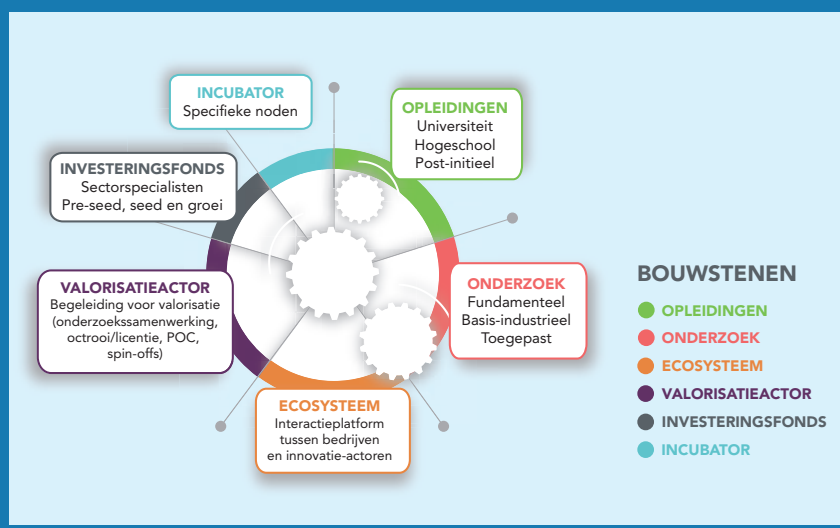 INCUBATOR
Specifieke noden
OPLEIDINGEN
Universiteit
Hogeschool
Post-initieel
INVESTERINGSFONDS
Sectorspecialisten
Pre-seed, seed en groei
VALORISATIEACTOR
Begeleiding voor valorisatie
(onderzoekssamenwerking,
octrooi/licentie, POC,
spin-offs)
ONDERZOEK
Fundamenteel
Basis-industrieel
Toegepast
ECOSYSTEEM
Interactieplatform
tussen bedrijven
en innovatie-actoren
BOUWSTENEN
OPLEIDINGEN
ONDERZOEK
ECOSYSTEEM
VALORISATIEACTOR
INVESTERINGSFONDS
INCUBATOR